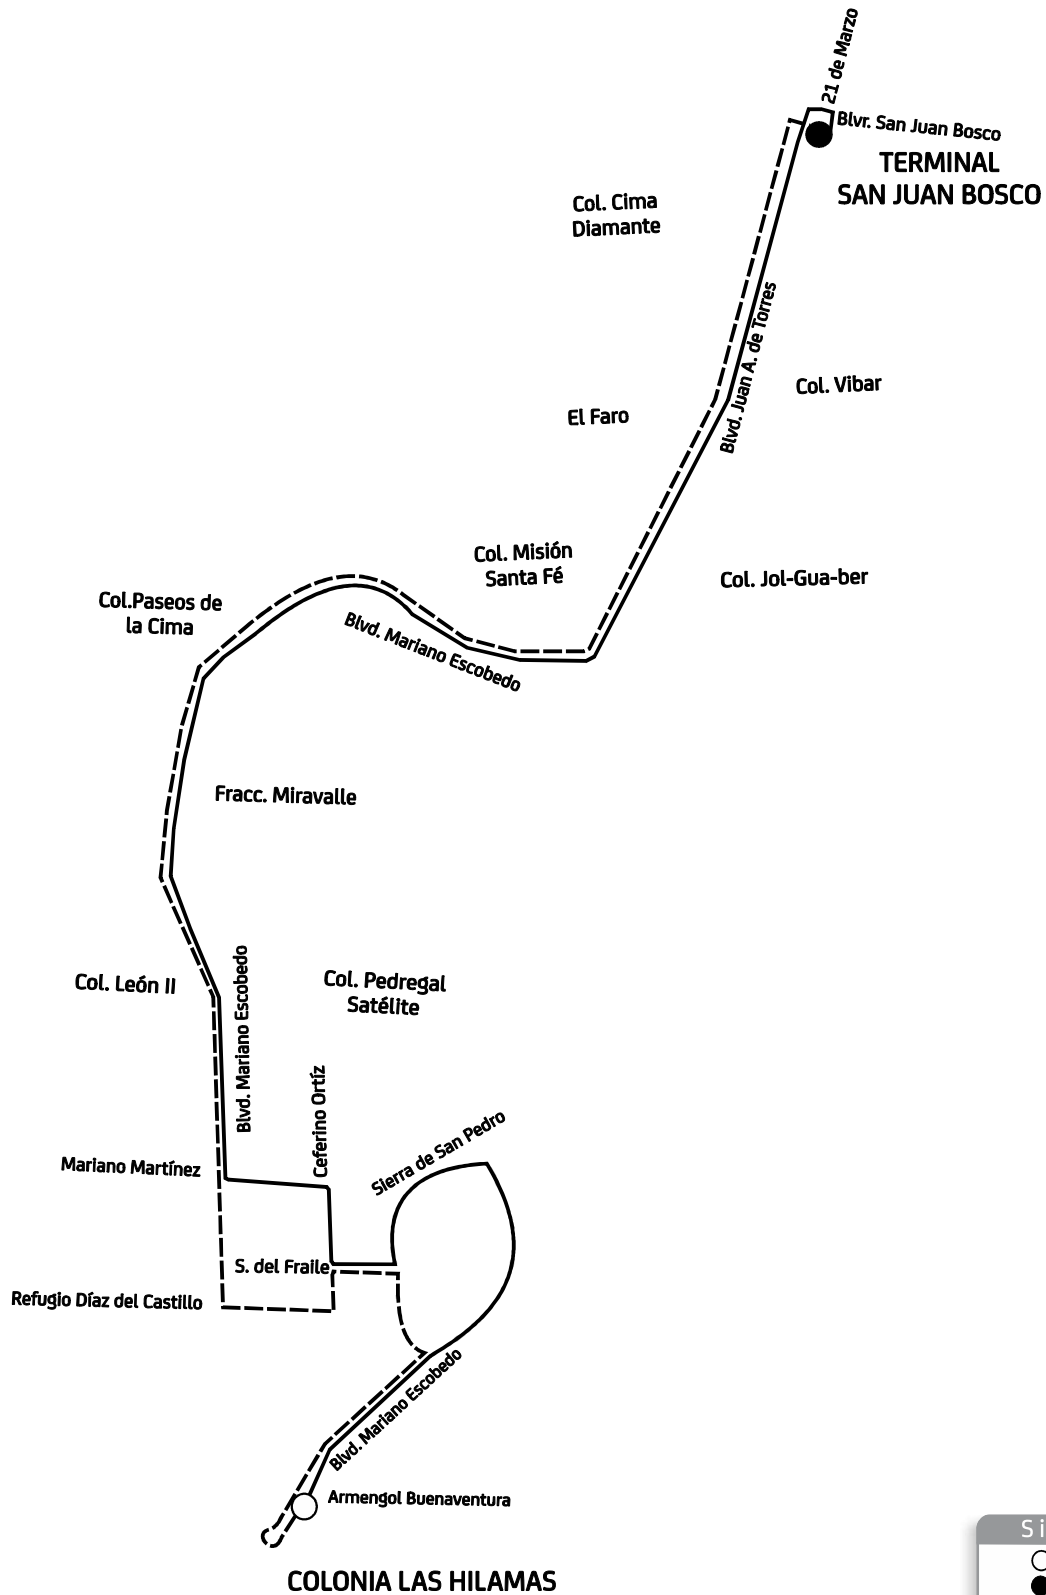 21 de Marzo
Blvr. San Juan Bosco
TERMINAL
SAN JUAN BOSCO
Col. Cima
Diamante
Blvd. Juan A. de Torres
Col. Vibar
El Faro
Col. Misión
Santa Fé
Col. Jol-Gua-ber
Col.Paseos de
la Cima
Blvd. Mariano Escobedo
Fracc. Miravalle
Col. León II
Blvd. Mariano Escobedo
Col. Pedregal
Satélite
Ceferino Ortíz
Sierra de San Pedro
Mariano Martínez
S. del Fraile
Refugio Díaz del Castillo
Blvd. Mariano Escobedo
Armengol Buenaventura
COLONIA LAS HILAMAS